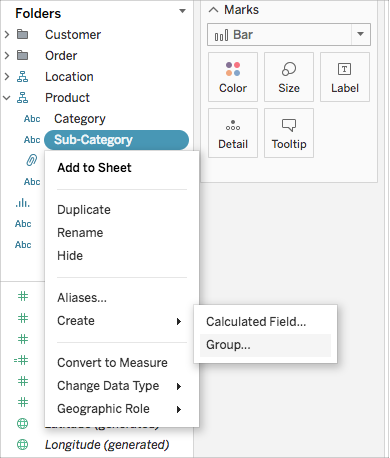 Folders
Customer
Order
Location
Product
Abc Category
Abc Sub-Category
Abc
Abc
Abc
Add to Sheet
Duplicate
Rename
Hide
Aliases...
Create
Calculated Field...
Group...
Convert to Measure
Change Data Type
Geographic Role
Latitude (generated)
Longitude (generated)
Marks
Bar
Color Size Label
T
Detail Tooltip